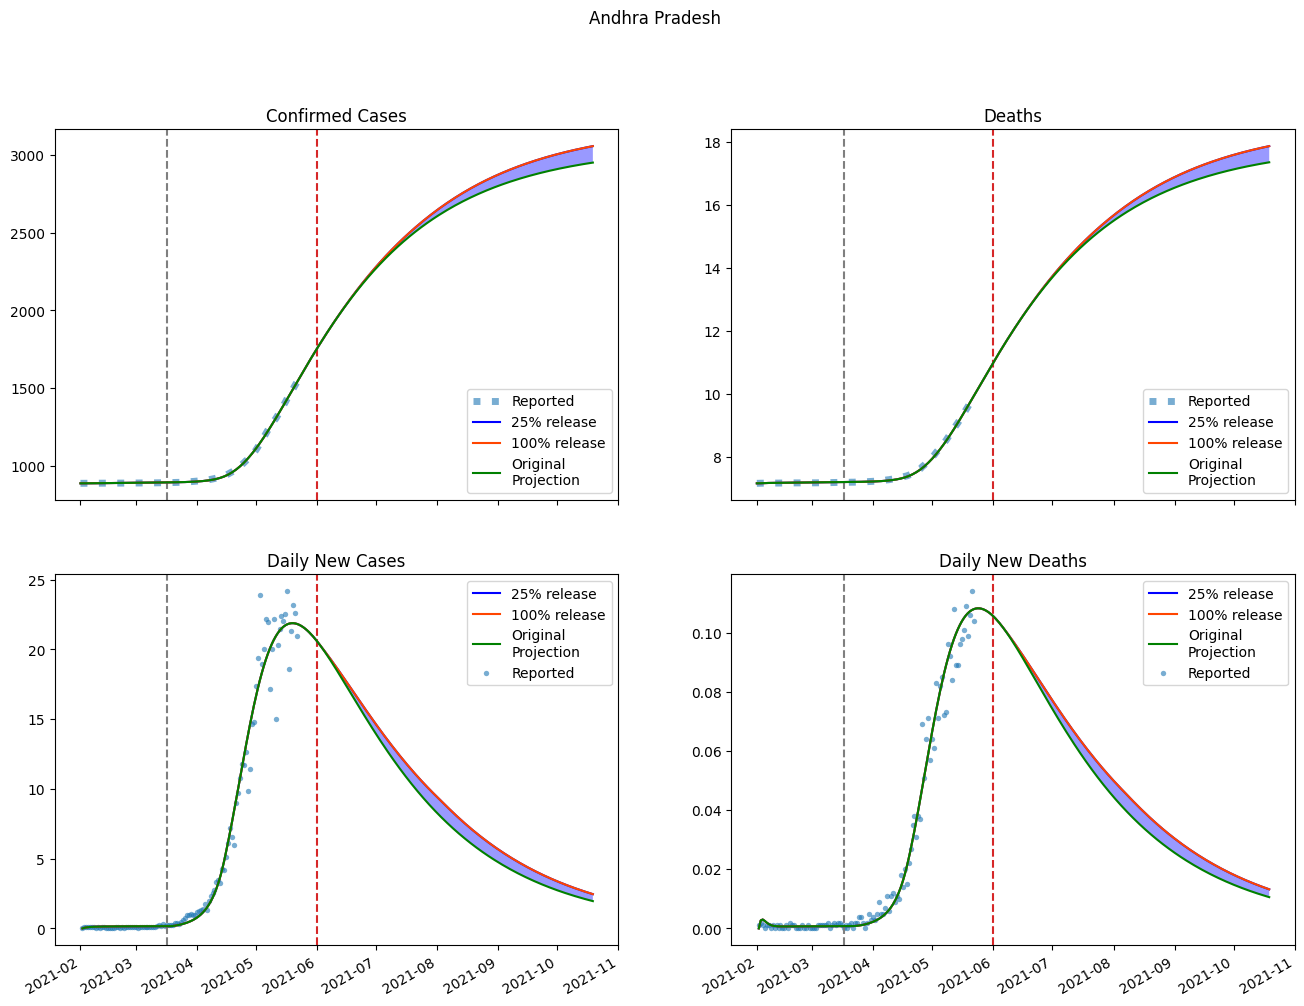 Andhra Pradesh
Confirmed Cases
3000
2500
2000
1500
1000
Reported
25% release
100% release
Original
Projection
Deaths
18
16
14
12
10
8
Reported
25% release
100% release
Original
Projection
Daily New Cases
25
20
15
10
5
0
25% release
100% release
Original
Projection
Reported
2021-02
2021-03
2021-04
2021-05
2021-06
2021-07
2021-08
2021-09
2021-10
2021-11
Daily New Deaths
0.10
0.08
0.06
0.04
0.02
0.00
25% release
100% release
Original
Projection
Reported
2021-02
2021-03
2021-04
2021-05
2021-06
2021-07
2021-08
2021-09
2021-10
2021-11